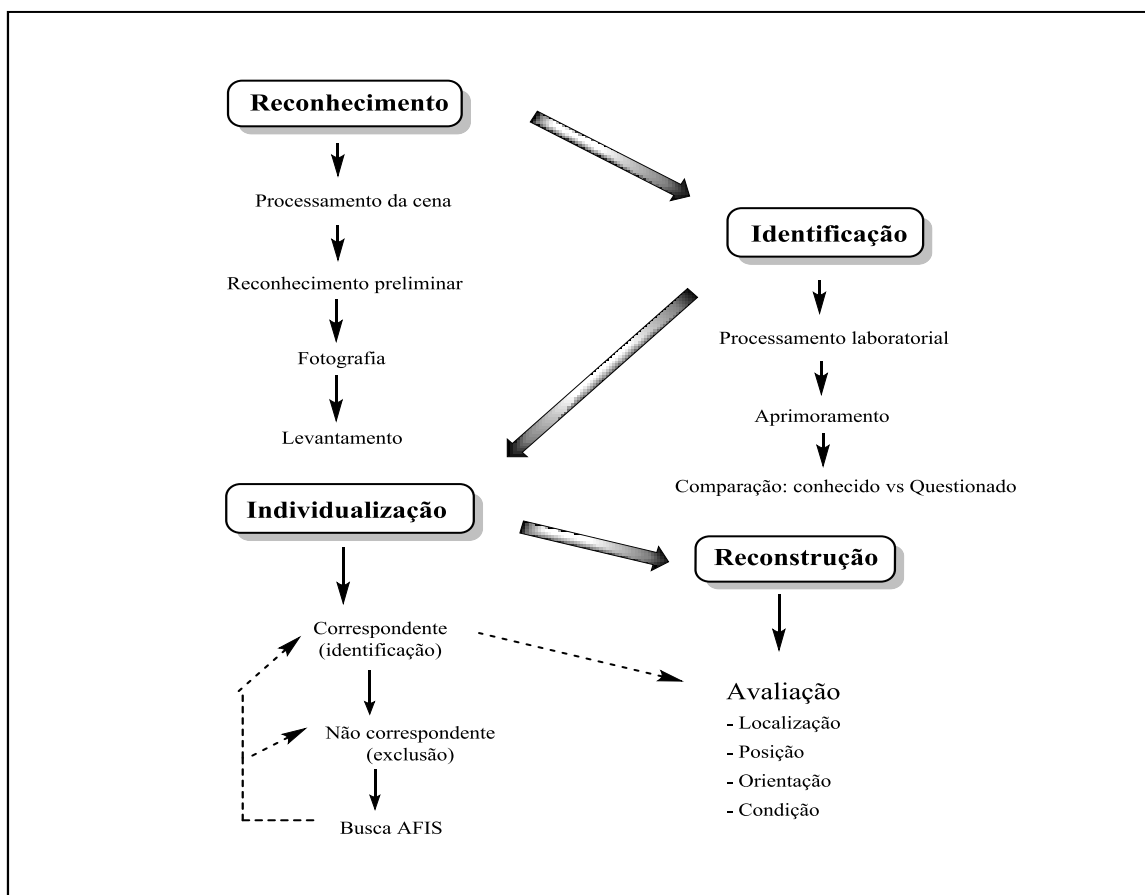 Reconhecimento
Processamento da cena
Reconhecimento preliminar
Fotografia
Levantamento
Identificação
Processamento laboratorial
Aprimoramento
Comparação: conhecido vs Questionado
Individualização
Correspondente
(identificação)
Não correspondente
(exclusão)
Busca AFIS
Reconstrução
Avaliação
- Localização
- Posição
- Orientação
- Condição